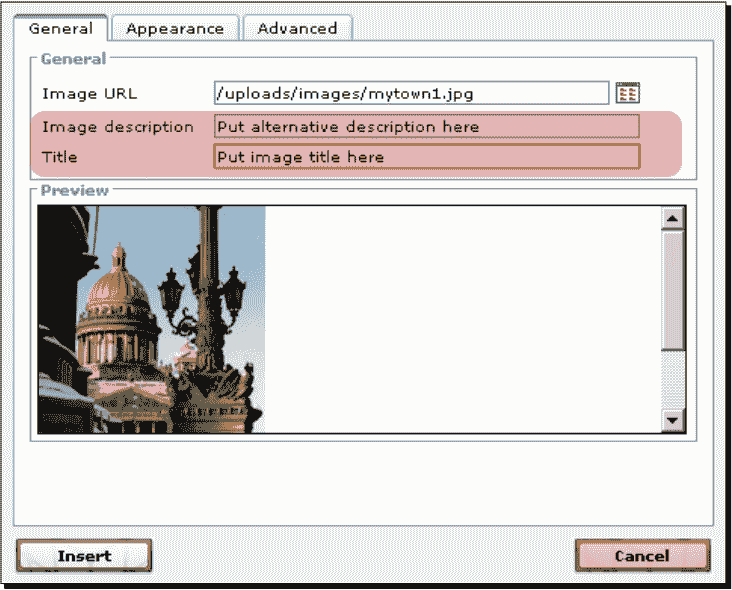 General Appearance Advanced
General
Image URL /uploads/images/mytown1.jpg
Image description Put alternative description here
Title Put image title here
Preview
Insert Cancel